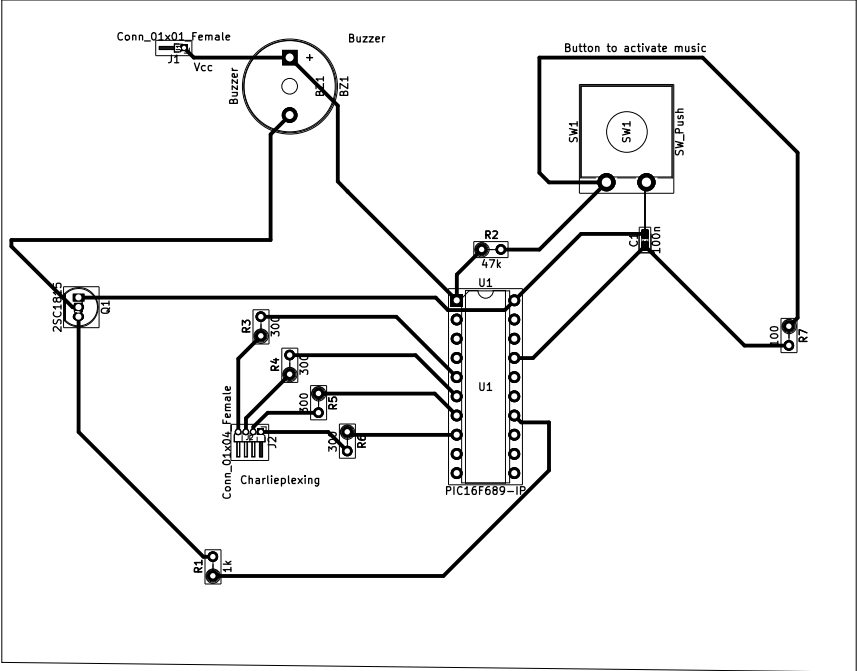 Conn_01x01_Female
J1
Vcc
Buzzer
Buzzer
BZ1
BZ1
+
Button to activate music
SW1
SW1
SW_Push
R2
47k
C1
100n
U1
2SC1815
Q1
R3
300
R4
300
R5
300
R6
300
R7
100
U1
Conn_01x04_Female
J2
J2
Charlieplexing
PIC16F689-IP
R1
1k